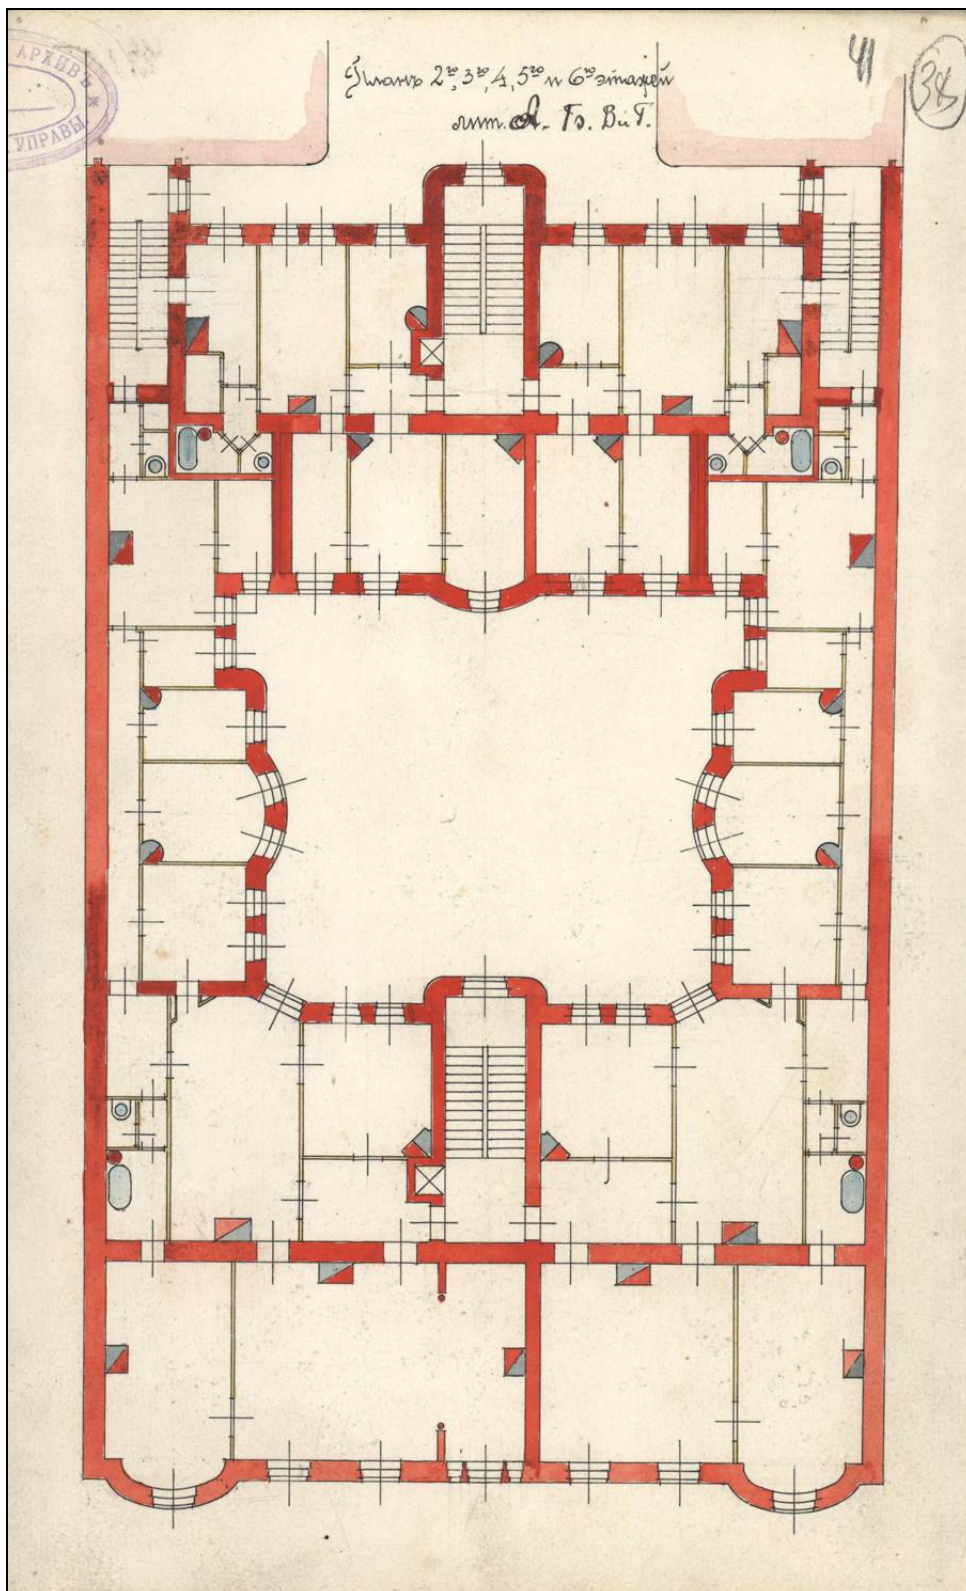 АРХИВЪ *
УПРАВЫ
41
38
Планъ 2го, 3го, 4, 5го и 6го этажей
лит. А. Б. В и Г.